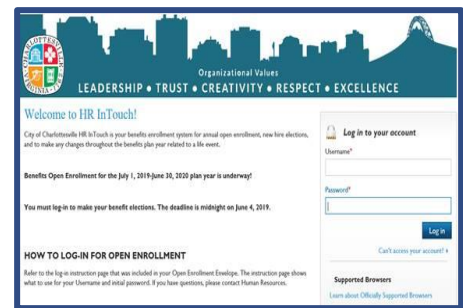 CHARLOTTESVILLE
VIRGINIA - 1762
Organizational Values
LEADERSHIP • TRUST • CREATIVITY • RESPECT • EXCELLENCE
Welcome to HR InTouch!
City of Charlottesville HR InTouch is your benefits enrollment system for annual open enrollment, new hire elections,
and to make any changes throughout the benefits plan year related to a life event.
Benefits Open Enrollment for the July 1, 2019-June 30, 2020 plan year is underway!
You must log-in to make your benefit elections. The deadline is midnight on June 4, 2019.
HOW TO LOG-IN FOR OPEN ENROLLMENT
Refer to the log-in instruction page that was included in your Open Enrollment Envelope. The instruction page shows
what to use for your Username and initial password. If you have questions, please contact Human Resources.
Log in to your account
Username*
Password*
Log in
Can't access your account?
Supported Browsers
Learn about Officially Supported Browsers